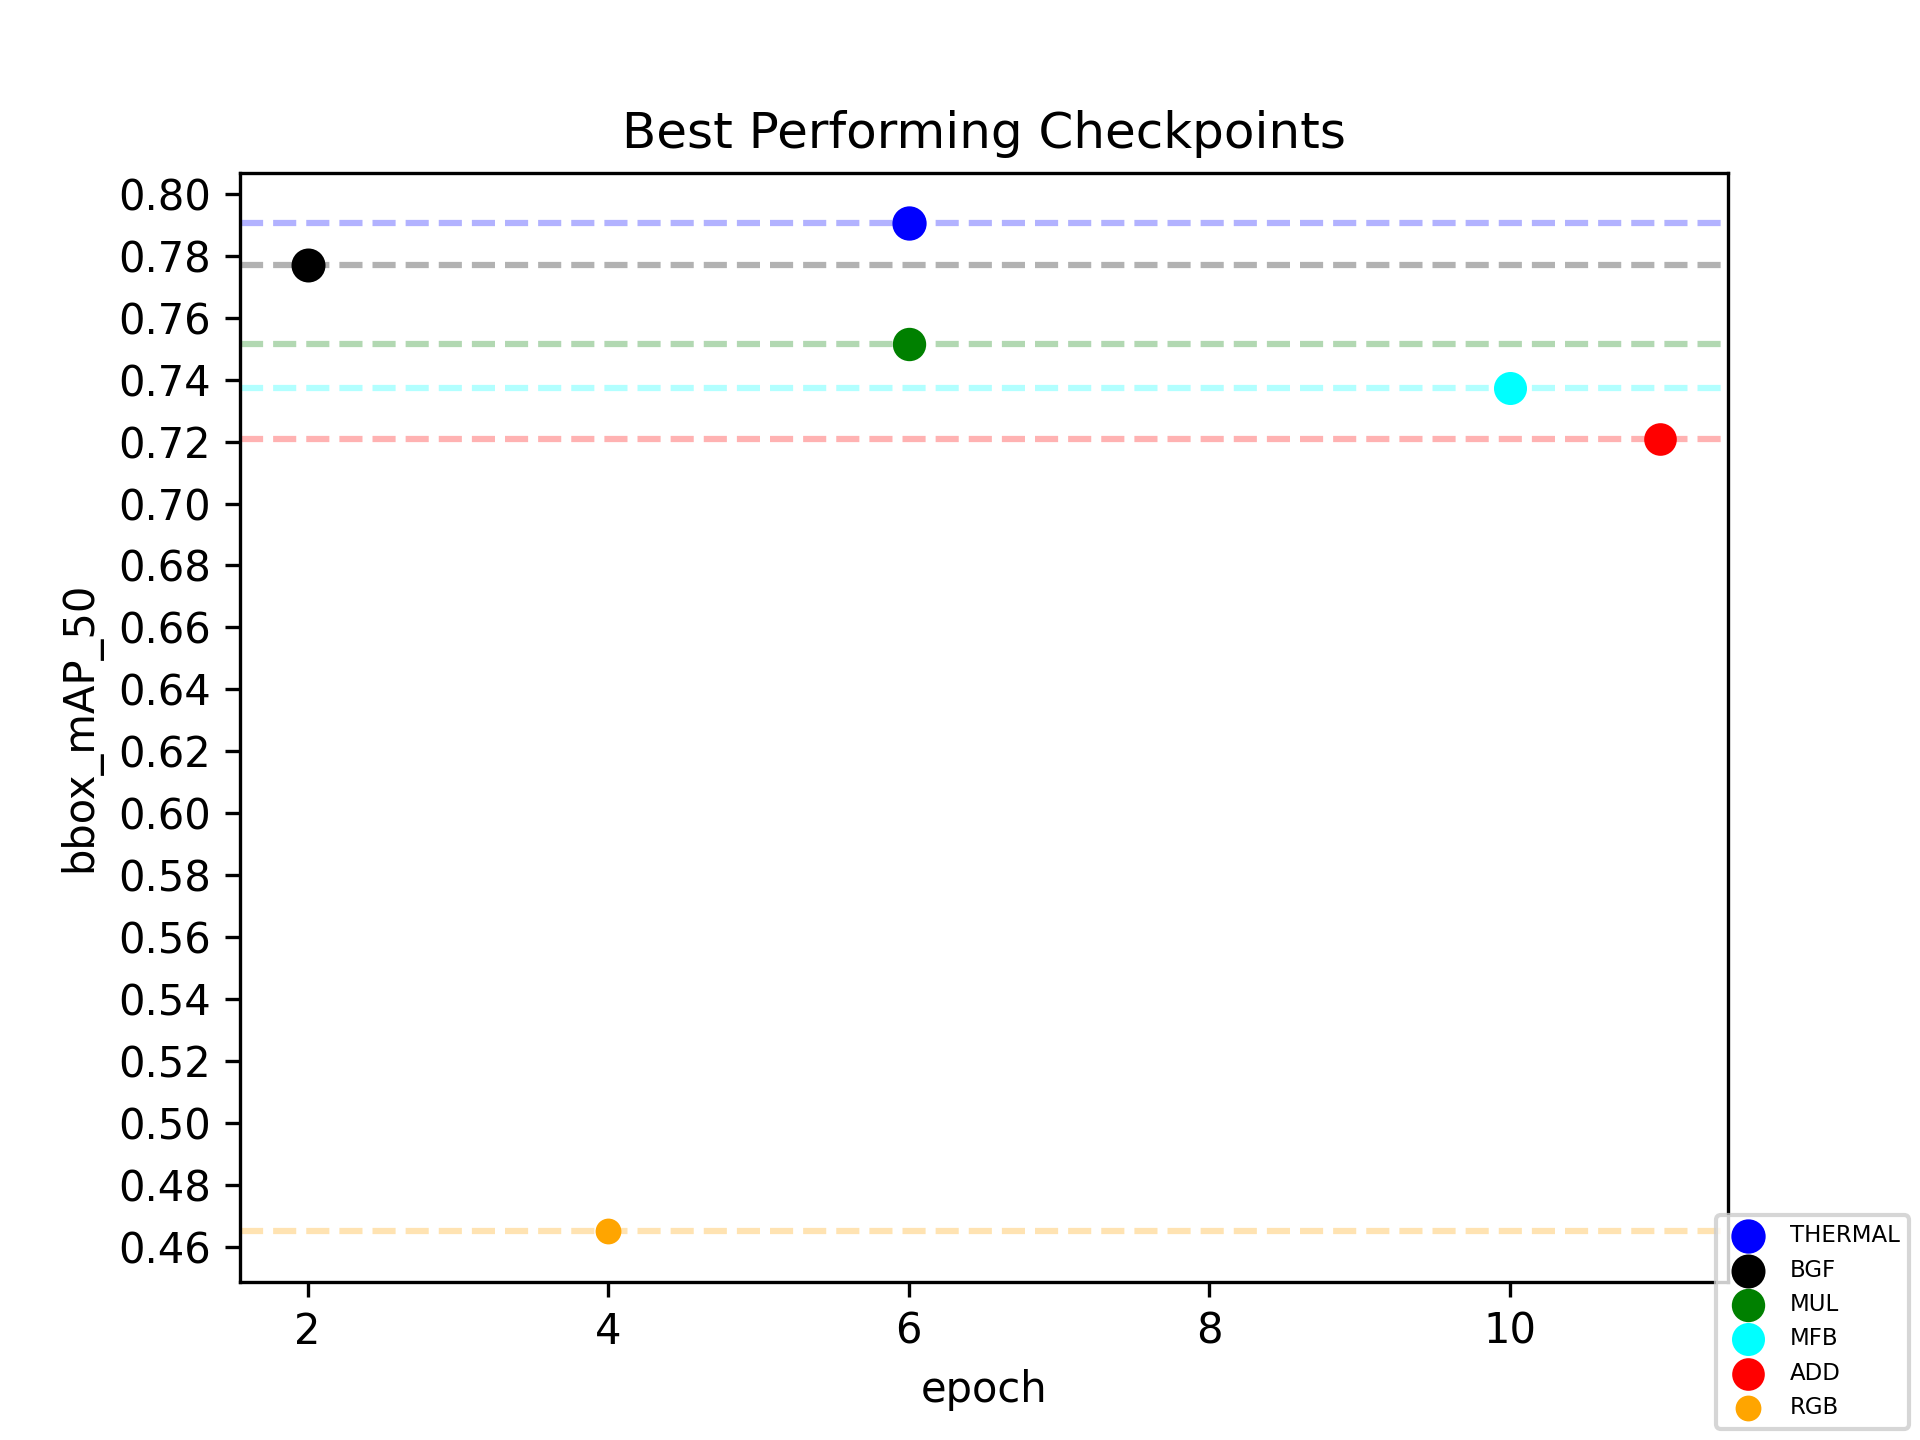 Best Performing Checkpoints
0.80
0.78
0.76
0.74
0.72
0.70
0.68
0.66
0.64
0.62
0.60
0.58
0.56
0.54
0.52
0.50
0.48
0.46
bbox_mAP_50
2 4 6 8 10
epoch
THERMAL
BGF
MUL
MFB
ADD
RGB